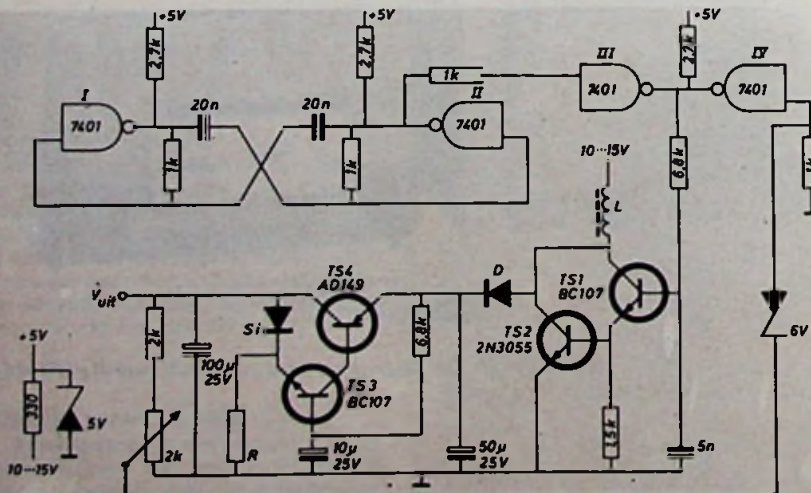 +5V
+5V
+5V
2,7k
2,7k
2,2k
I
II
III
IV
7401
7401
7401
7401
20n
20n
1k
1k
1k
6,8k
10---15V
L
D
TS1
BC107
TS2
2N3055
TS4
AD149
Vuit
Si
TS3
BC107
2k
100µ
25V
6,8k
6V
+5V
330
5V
10---15V
2k
R
10µ
25V
50µ
25V
1,5k
5n